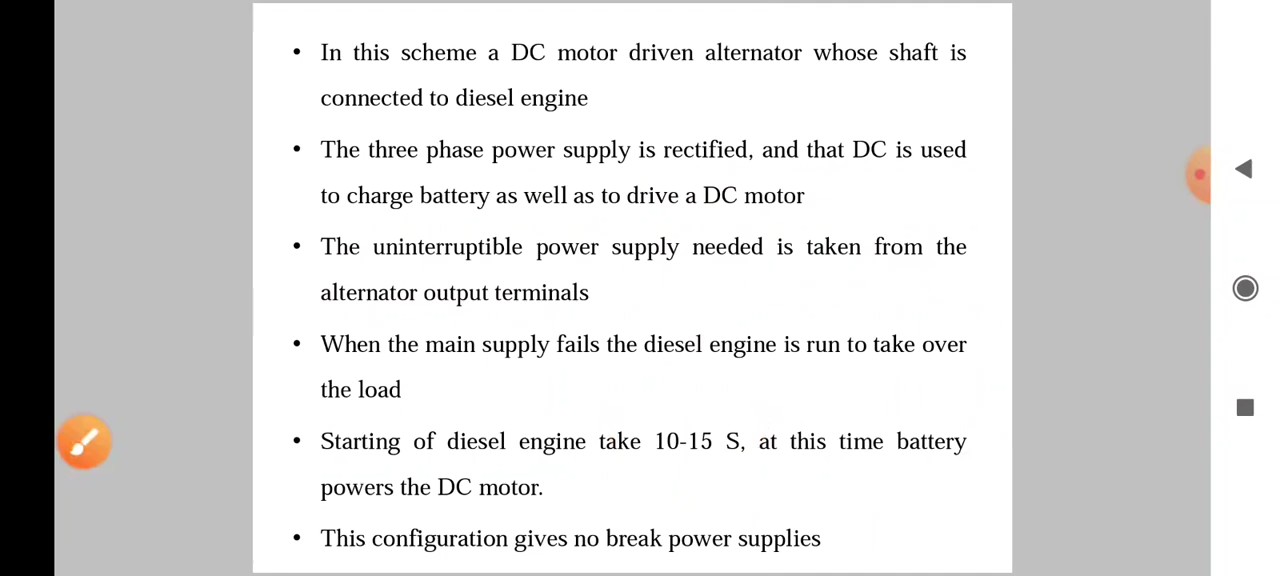 • In this scheme a DC motor driven alternator whose shaft is
connected to diesel engine
• The three phase power supply is rectified, and that DC is used
to charge battery as well as to drive a DC motor
• The uninterruptible power supply needed is taken from the
alternator output terminals
• When the main supply fails the diesel engine is run to take over
the load
• Starting of diesel engine take 10-15 S, at this time battery
powers the DC motor.
• This configuration gives no break power supplies